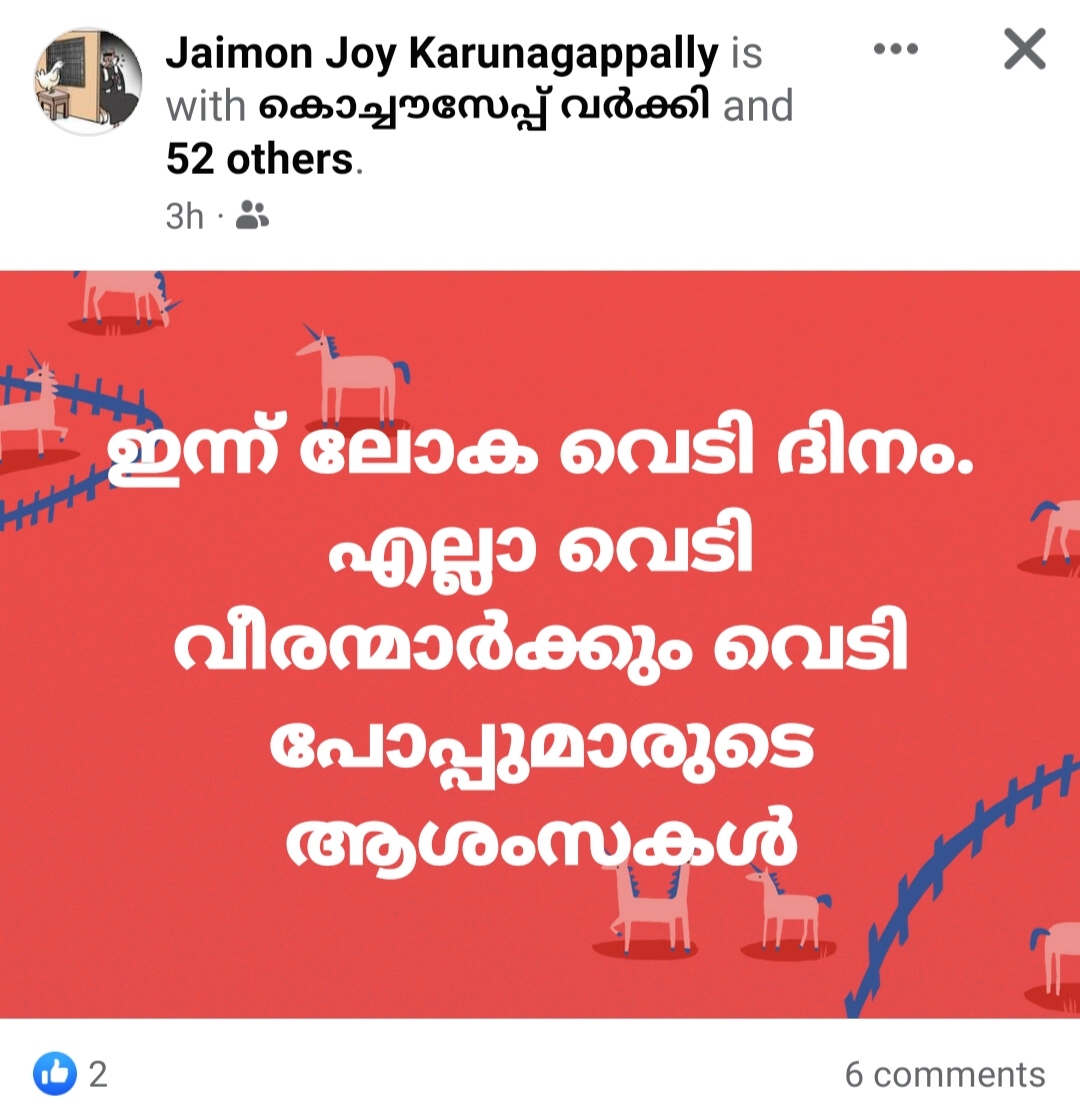 Jaimon Joy Karunagappally is
with കൊച്ചൗസേപ്പ് വർക്കി and
52 others.
3h ·
ഇന്ന് ലോക വെടി ദിനം.
എല്ലാ വെടി
വീരന്മാർക്കും വെടി
പോപ്പുമാരുടെ
ആശംസകൾ
2
6 comments